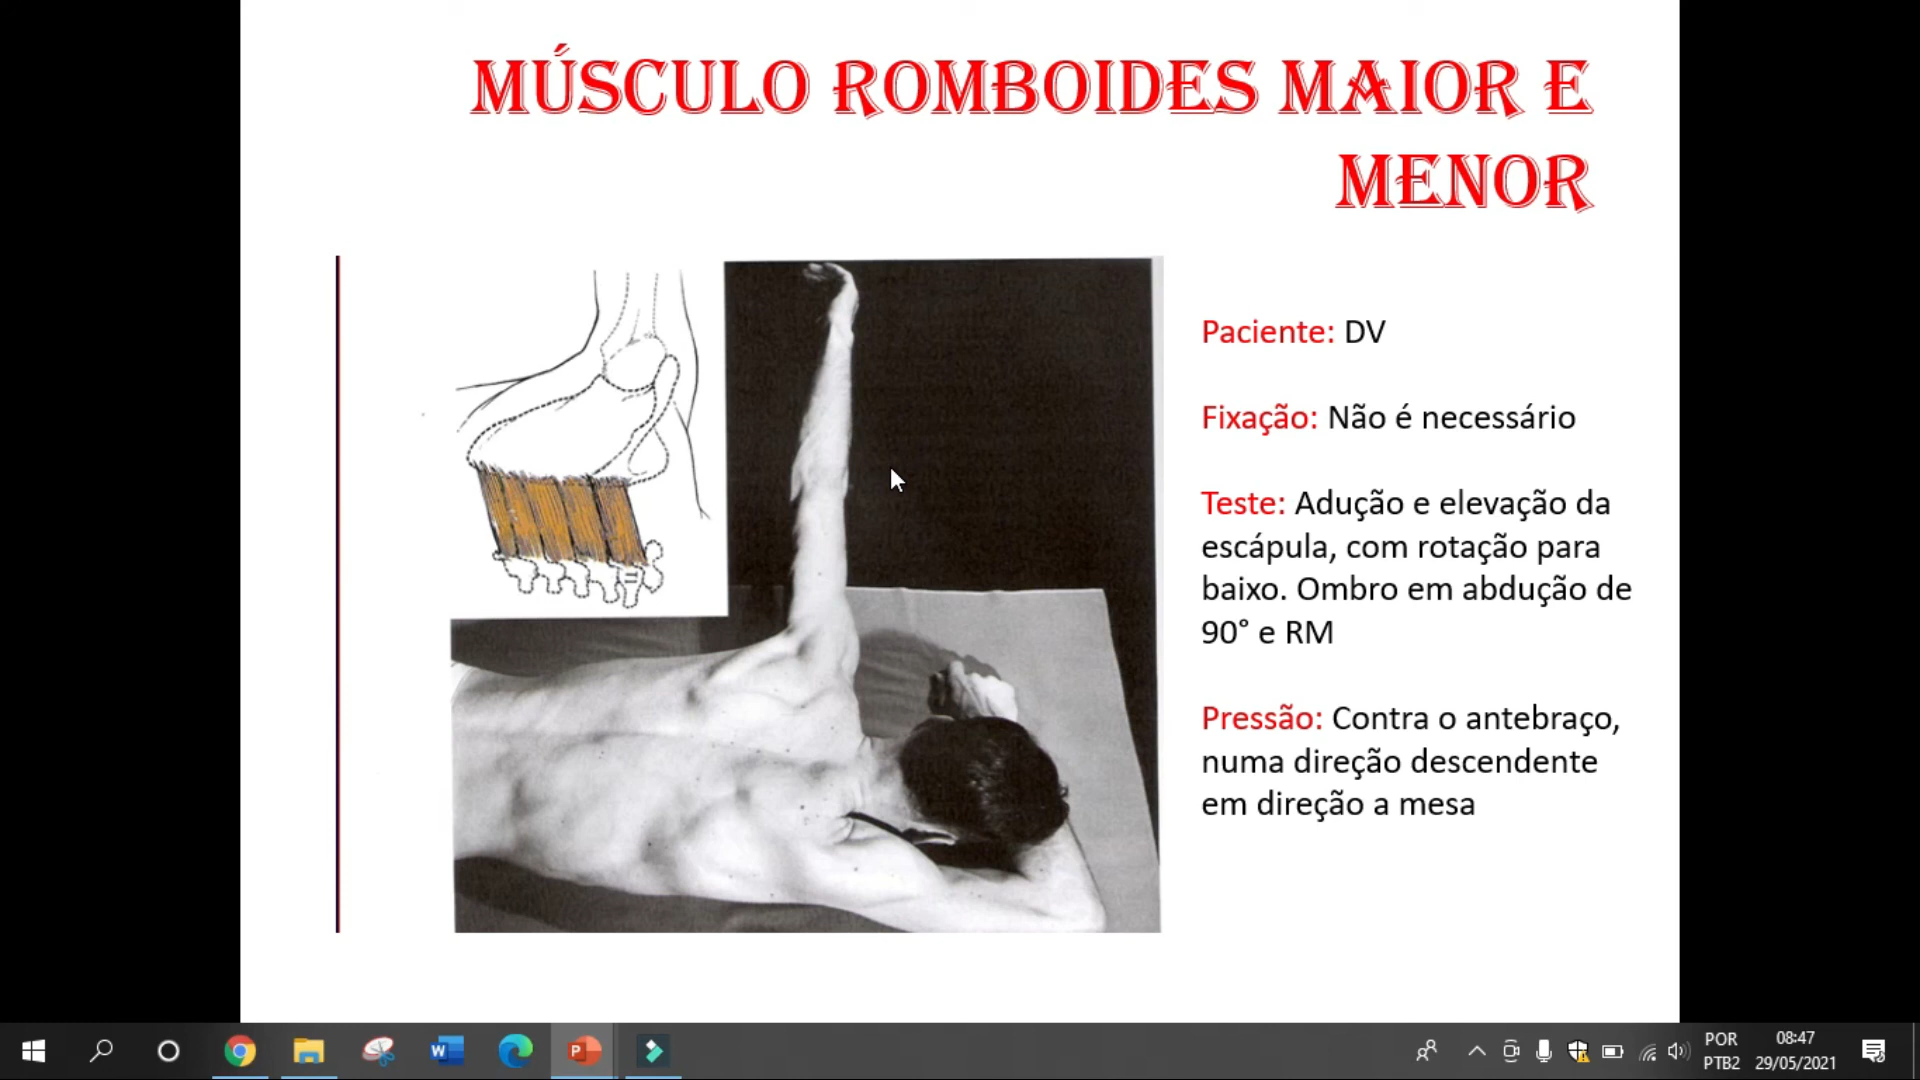 MÚSCULO ROMBOIDES MAIOR E
MENOR
Paciente: DV
Fixação: Não é necessário
Teste: Adução e elevação da
escápula, com rotação para
baixo. Ombro em abdução de
90° e RM
Pressão: Contra o antebraço,
numa direção descendente
em direção a mesa
POR
PTB2
08:47
29/05/2021